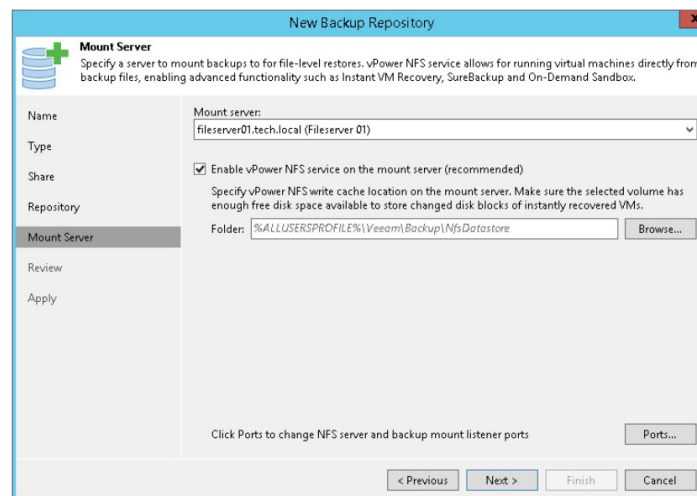 New Backup Repository
Mount Server
Specify a server to mount backups to for file-level restores. vPower NFS service allows for running virtual machines directly from
backup files, enabling advanced functionality such as Instant VM Recovery, SureBackup and On-Demand Sandbox.
Name
Type
Share
Repository
Mount Server
Review
Apply
Mount server:
fileserver01.tech.local (Fileserver 01)
Enable vPower NFS service on the mount server (recommended)
Specify vPower NFS write cache location on the mount server. Make sure the selected volume has
enough free disk space available to store changed disk blocks of instantly recovered VMs.
Folder: %ALLUSERSPROFILE%\Veeam\Backup\NfsDatastore Browse...
Click Ports to change NFS server and backup mount listener ports Ports...
< Previous Next > Finish Cancel